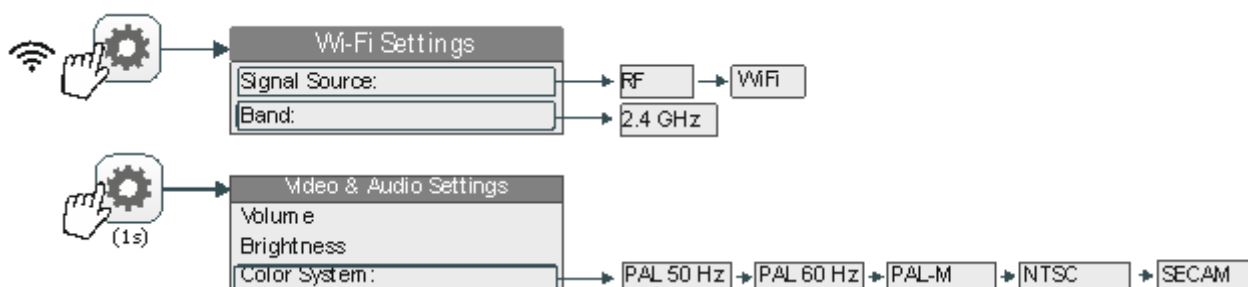 Wi-Fi Settings
Signal Source: RF WiFi
Band: 2.4 GHz
Video & Audio Settings
(1s)
Volume
Brightness
Color System: PAL 50 Hz PAL 60 Hz PAL-M NTSC SECAM